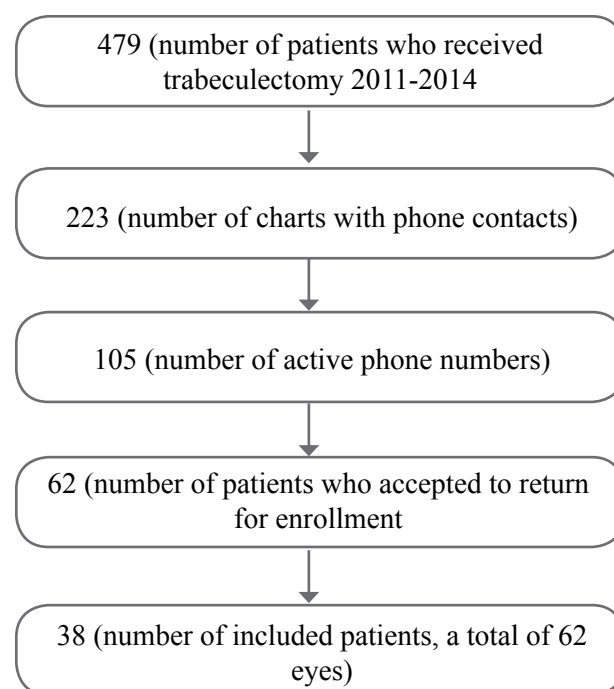 479 (number of patients who received
trabeculectomy 2011-2014
223 (number of charts with phone contacts)
105 (number of active phone numbers)
62 (number of patients who accepted to return
for enrollment
38 (number of included patients, a total of 62
eyes)